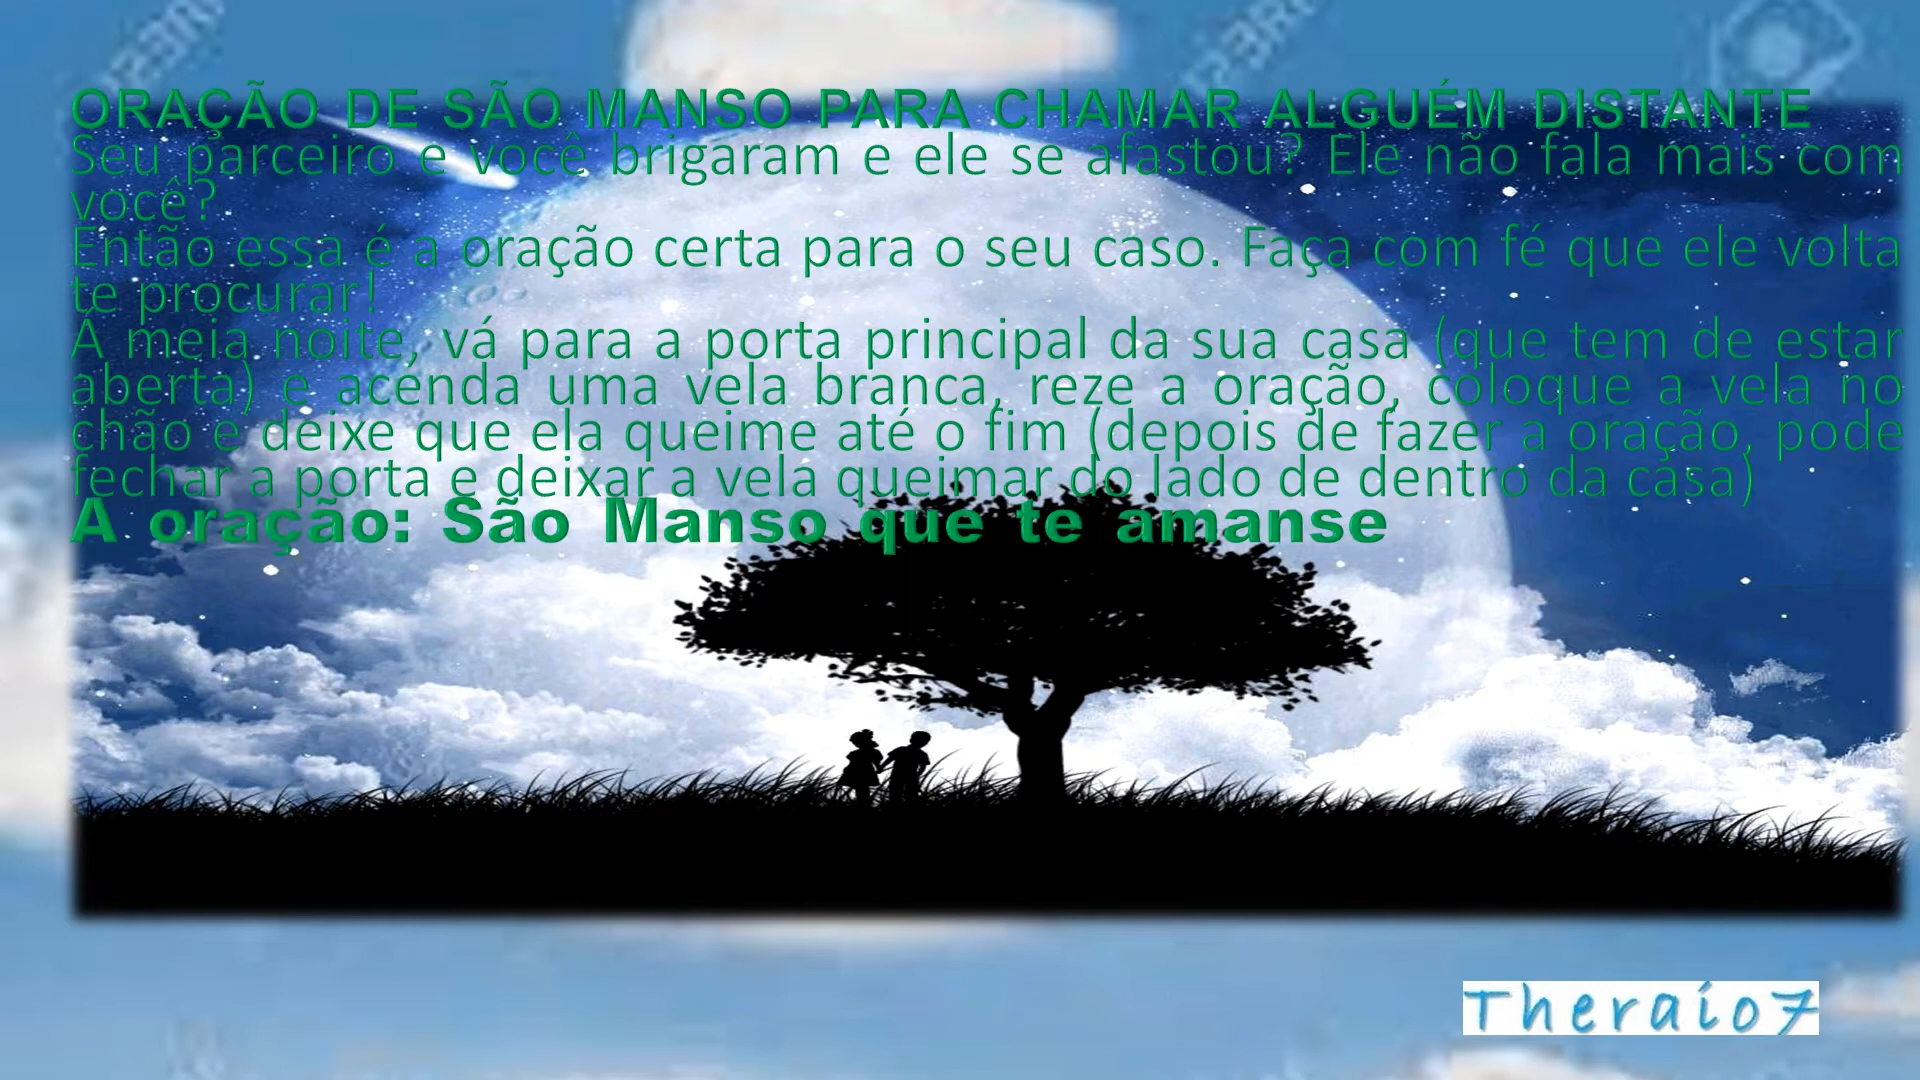 123RF
123RF
ORAÇÃO DE SÃO MANSO PARA CHAMAR ALGUÉM DISTANTE
Seu parceiro e você brigaram e ele se afastou? Ele não fala mais com
você?
Então essa é a oração certa para o seu caso. Faça com fé que ele volta
te procurar!
Á meia noite, vá para a porta principal da sua casa (que tem de estar
aberta) e acenda uma vela branca, reze a oração, coloque a vela no
chão e deixe que ela queime até o fim (depois de fazer a oração, pode
fechar a porta e deixar a vela queimar do lado de dentro da casa)
A oração: São Manso que te amanse
Theraio7